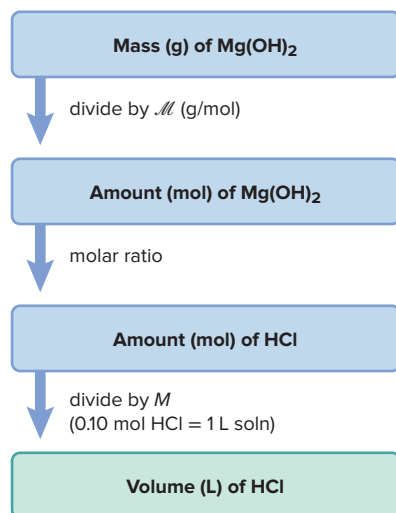 Mass (g) of Mg(OH)₂
divide by ℳ (g/mol)
Amount (mol) of Mg(OH)₂
molar ratio
Amount (mol) of HCl
divide by M
(0.10 mol HCl = 1 L soln)
Volume (L) of HCl